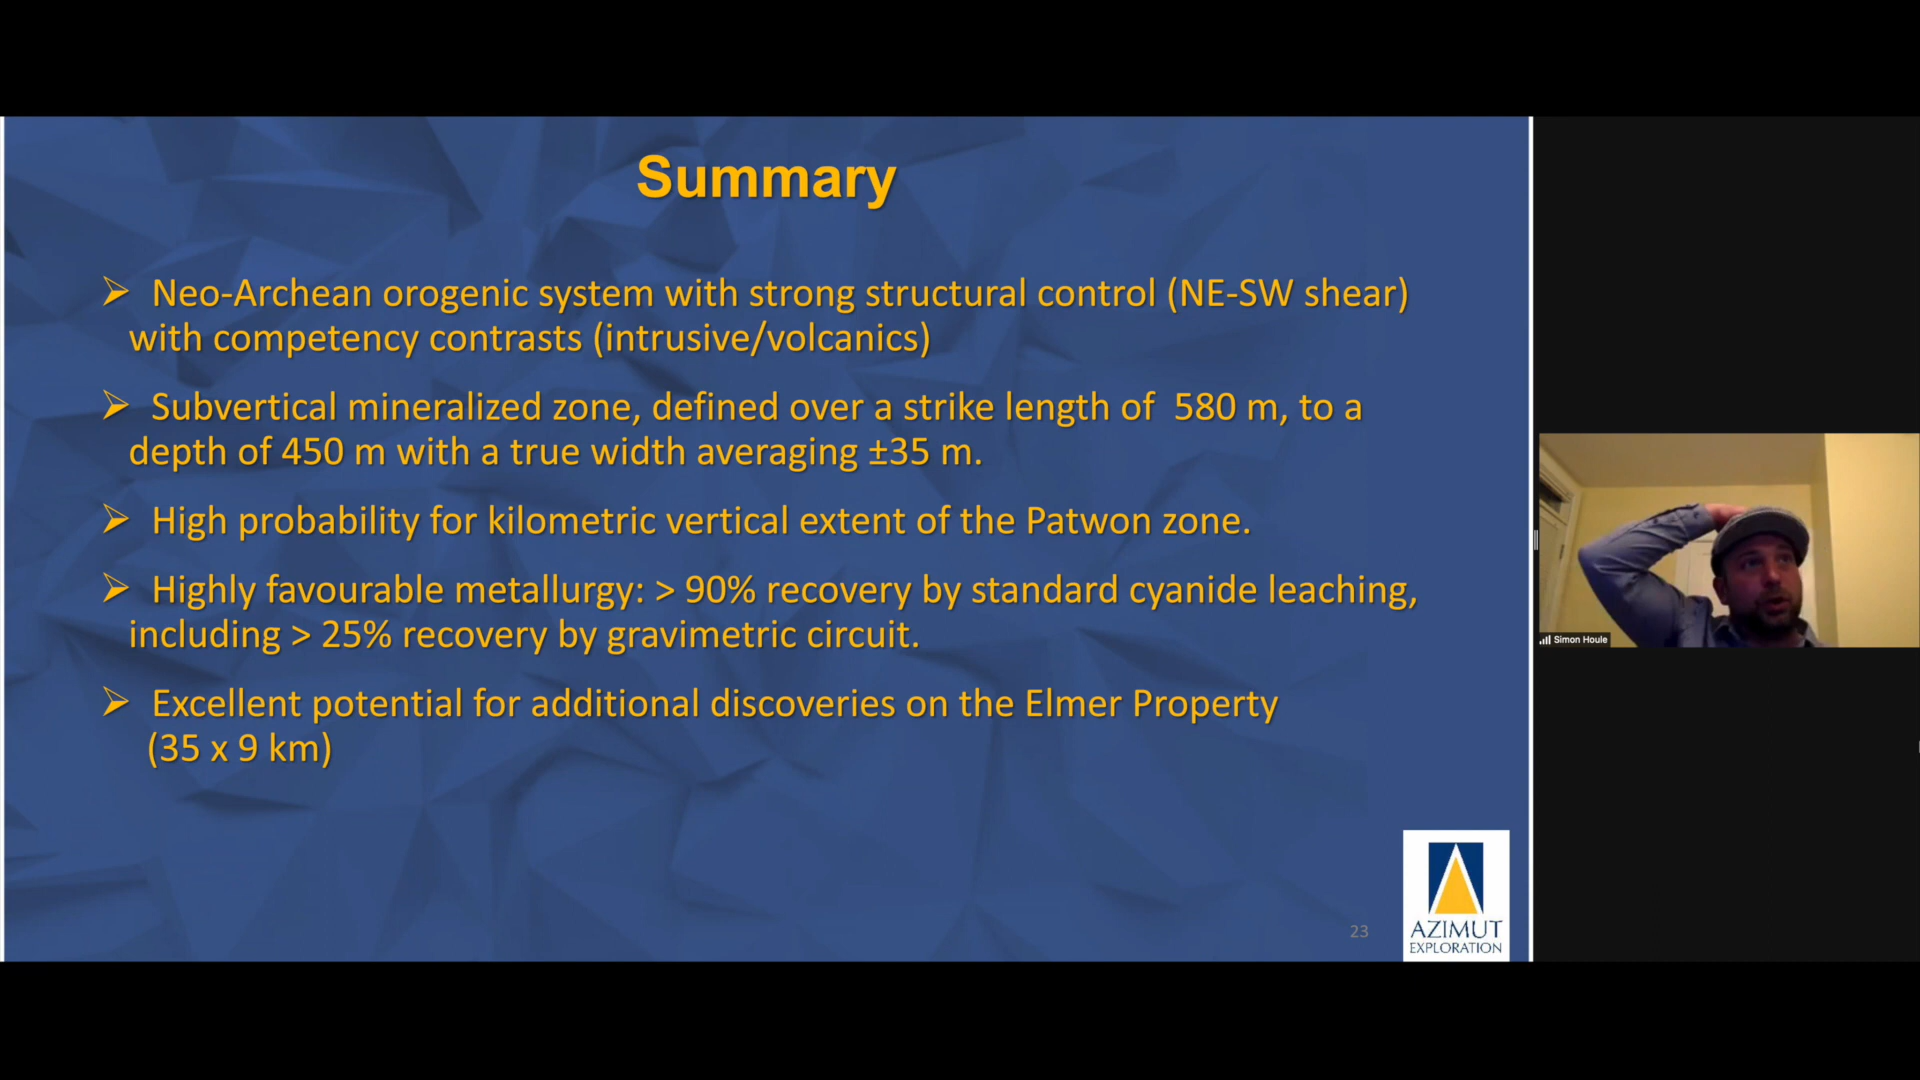 Summary
➢ Neo-Archean orogenic system with strong structural control (NE-SW shear)
with competency contrasts (intrusive/volcanics)
➢ Subvertical mineralized zone, defined over a strike length of 580 m, to a
depth of 450 m with a true width averaging ±35 m.
➢ High probability for kilometric vertical extent of the Patwon zone.
➢ Highly favourable metallurgy: > 90% recovery by standard cyanide leaching,
including > 25% recovery by gravimetric circuit.
➢ Excellent potential for additional discoveries on the Elmer Property
(35 x 9 km)
23
AZIMUT
EXPLORATION
Simon Houle